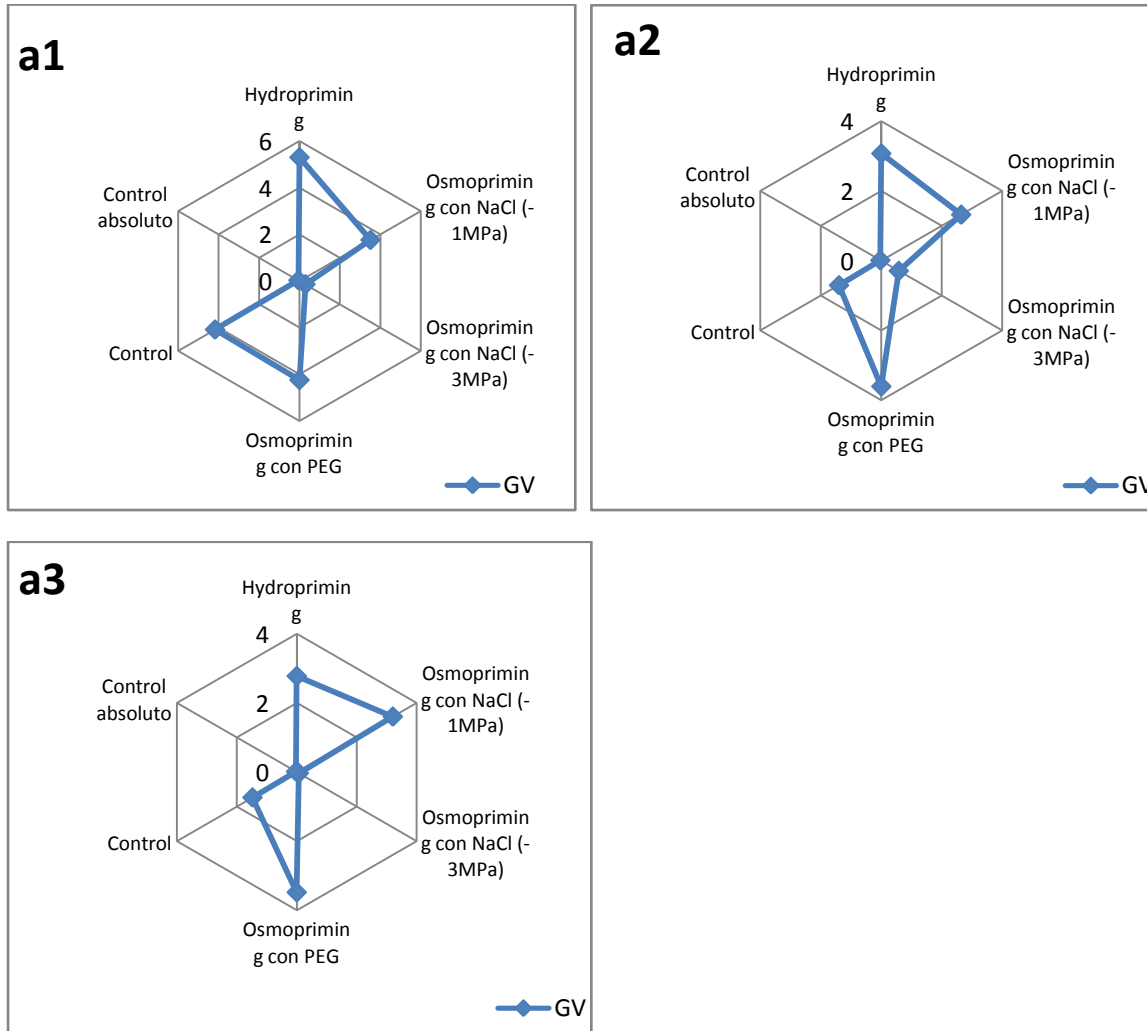 a1
Hydroprimin
g
6
4
2
0
Osmoprimin
g con NaCl (-
1MPa)
Osmoprimin
g con NaCl (-
3MPa)
Osmoprimin
g con PEG
Control
Control
absoluto
GV
a2
Hydroprimin
g
4
2
0
Osmoprimin
g con NaCl (-
1MPa)
Osmoprimin
g con NaCl (-
3MPa)
Osmoprimin
g con PEG
Control
Control
absoluto
GV
a3
Hydroprimin
g
4
2
0
Osmoprimin
g con NaCl (-
1MPa)
Osmoprimin
g con NaCl (-
3MPa)
Osmoprimin
g con PEG
Control
Control
absoluto
GV